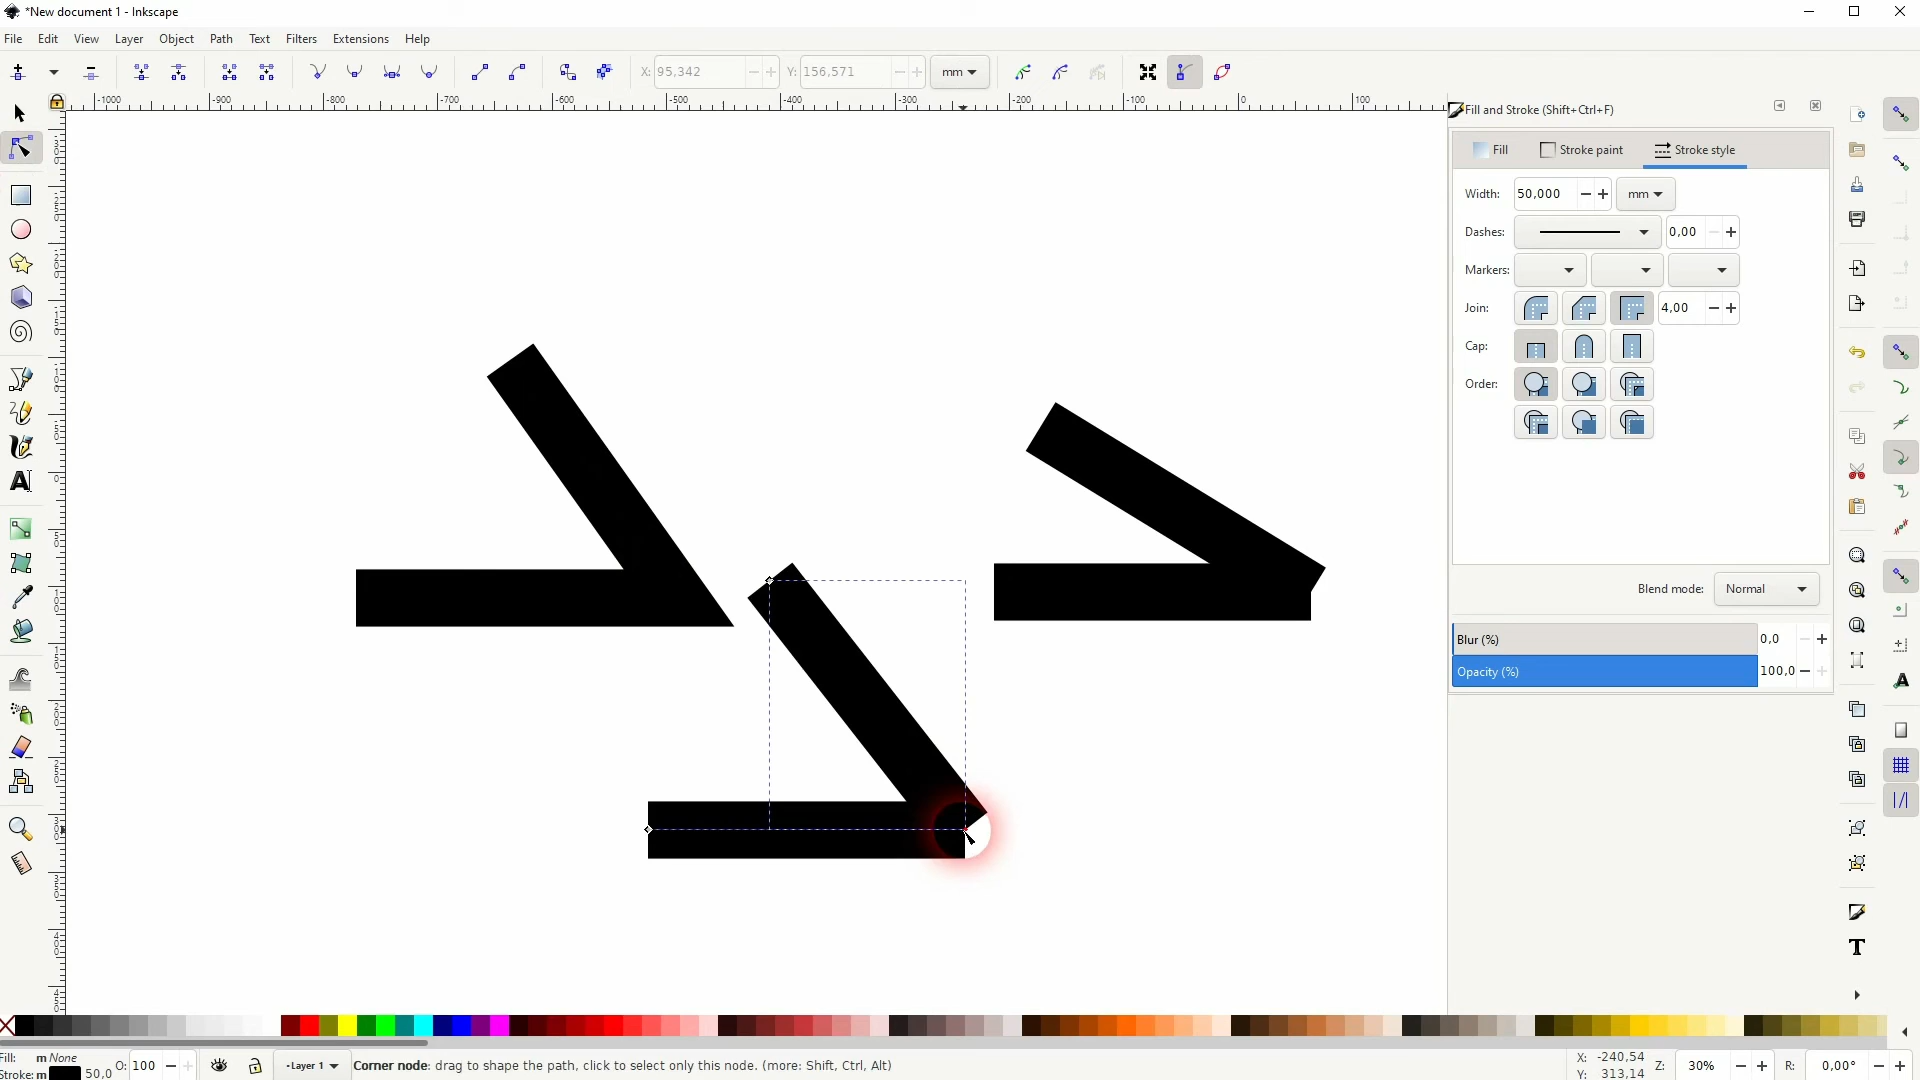 *New document 1 - Inkscape
File Edit View Layer Object Path Text Filters Extensions Help
X: 95,342 Y: 156,571 mm
-1000 -900 -800 -700 -600 -500 -400 -300 -200 -100 0 100
Fill and Stroke (Shift+Ctrl+F)
Fill Stroke paint Stroke style
Width: 50,000 mm
Dashes: 0,00
Markers:
Join: 4,00
Cap:
Order:
Blend mode: Normal
Blur (%) 0,0
Opacity (%) 100,0
Fill: m None O: 100 -Layer 1 Corner node: drag to shape the path, click to select only this node. (more: Shift, Ctrl, Alt) X: -240,54 Z: 30% R: 0,00°
Stroke: m 50,0 Y: 313,14